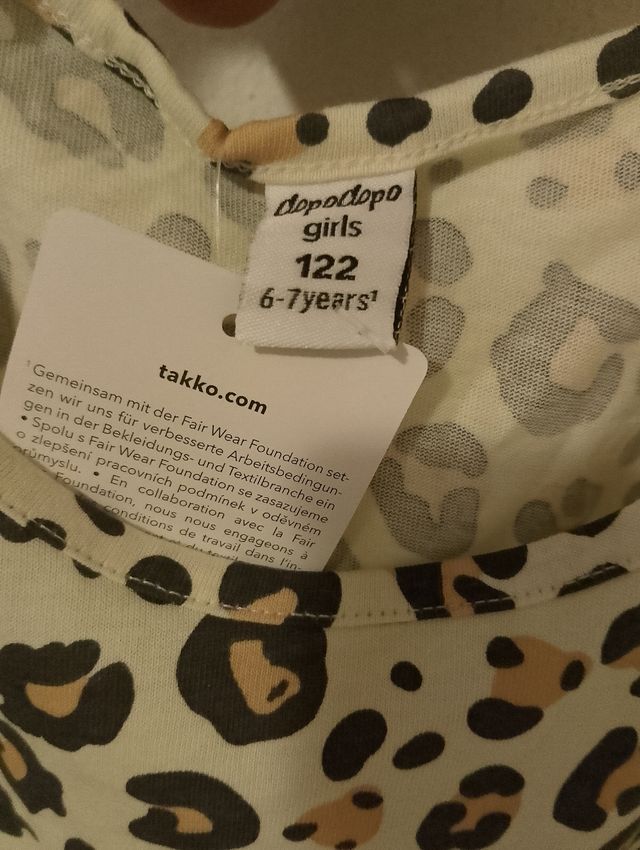 dopodopo
girls
122
6-7years¹
takko.com
¹ Gemeinsam mit der Fair Wear Foundation set-
zen wir uns für verbesserte Arbeitsbedingun-
gen in der Bekleidungs- und Textilbranche ein
• Spolu s Fair Wear Foundation se zasazujeme
o zlepšení pracovních podmínek v oděvném
průmyslu. • En collaboration avec la Fair
Foundation, nous nous engageons à
conditions de travail dans l'in-